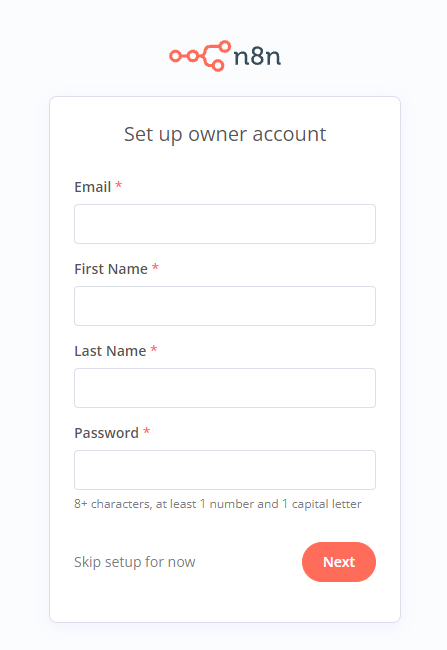 n8n
Set up owner account
Email *
First Name *
Last Name *
Password *
8+ characters, at least 1 number and 1 capital letter
Skip setup for now
Next